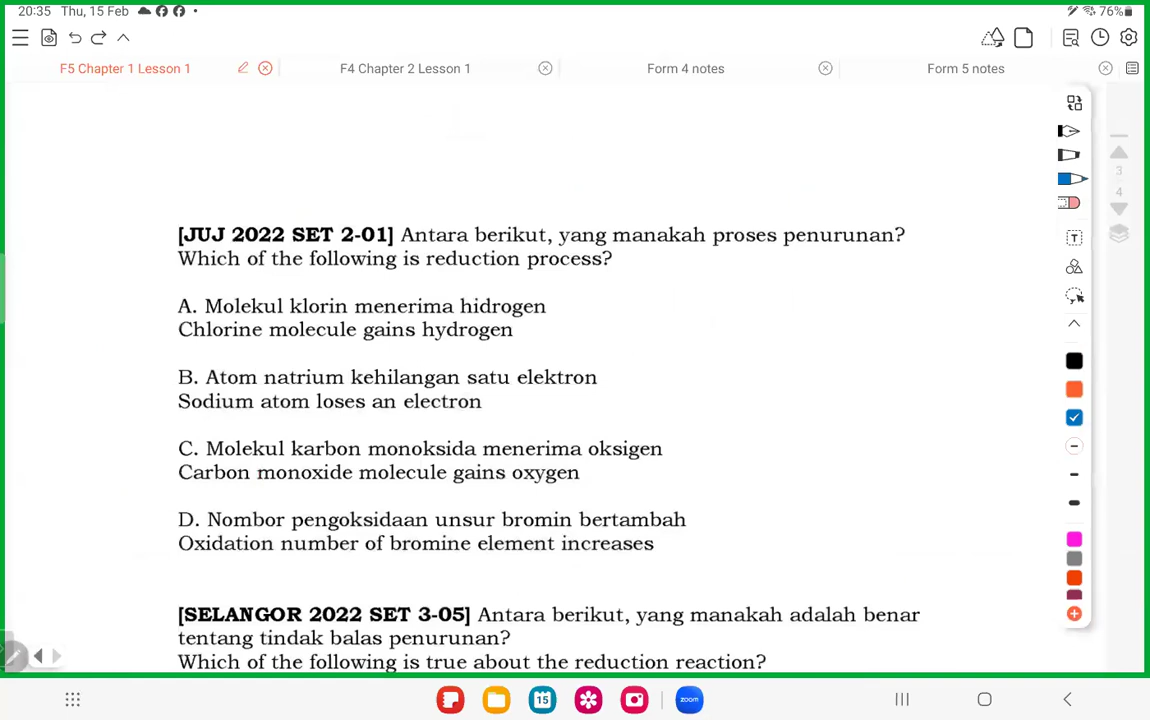 20:35 Thu, 15 Feb
76%
F5 Chapter 1 Lesson 1
F4 Chapter 2 Lesson 1
Form 4 notes
Form 5 notes
[JUJ 2022 SET 2-01] Antara berikut, yang manakah proses penurunan?
Which of the following is reduction process?
A. Molekul klorin menerima hidrogen
Chlorine molecule gains hydrogen
B. Atom natrium kehilangan satu elektron
Sodium atom loses an electron
C. Molekul karbon monoksida menerima oksigen
Carbon monoxide molecule gains oxygen
D. Nombor pengoksidaan unsur bromin bertambah
Oxidation number of bromine element increases
[SELANGOR 2022 SET 3-05] Antara berikut, yang manakah adalah benar
tentang tindak balas penurunan?
Which of the following is true about the reduction reaction?
3
4
T
15
zoom